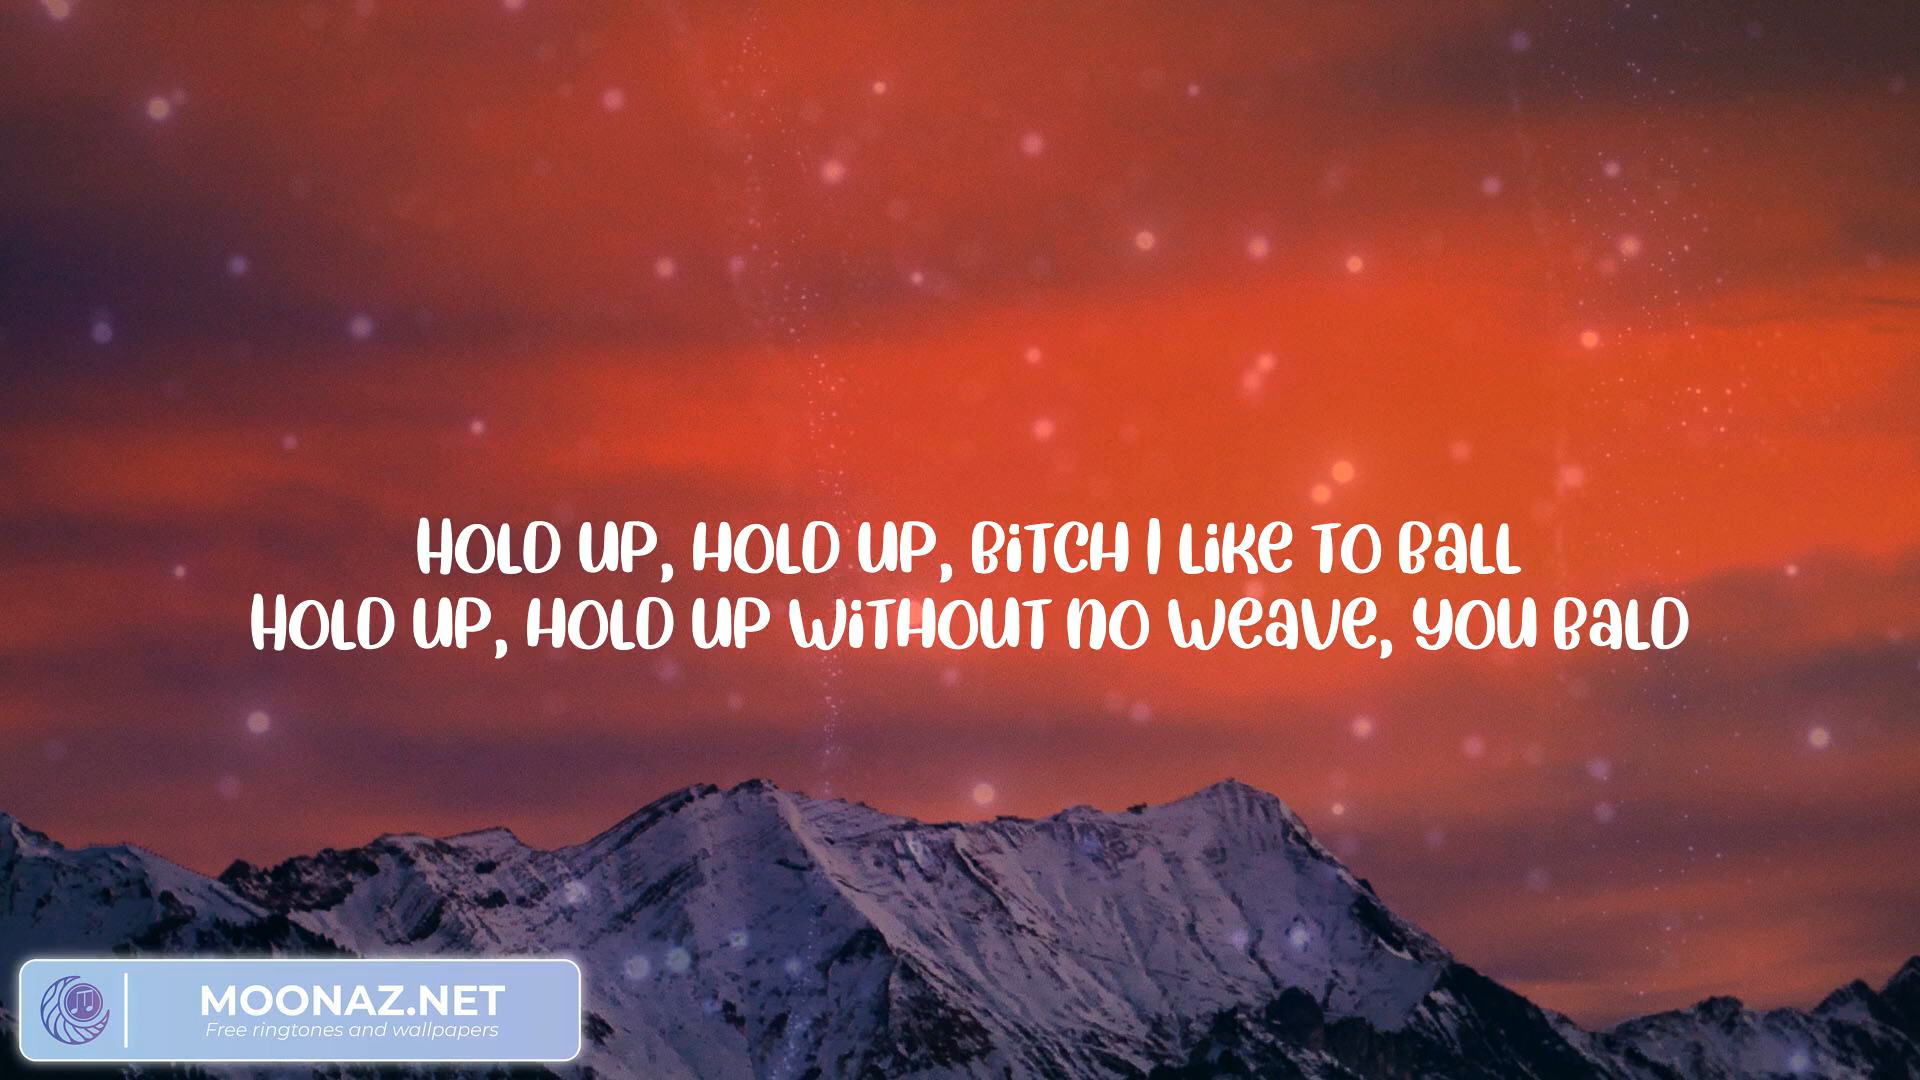 Hold up, hold up, bitch I like to ball
Hold up, hold up without no weave, you bald
MOONAZ.NET
Free ringtones and wallpapers